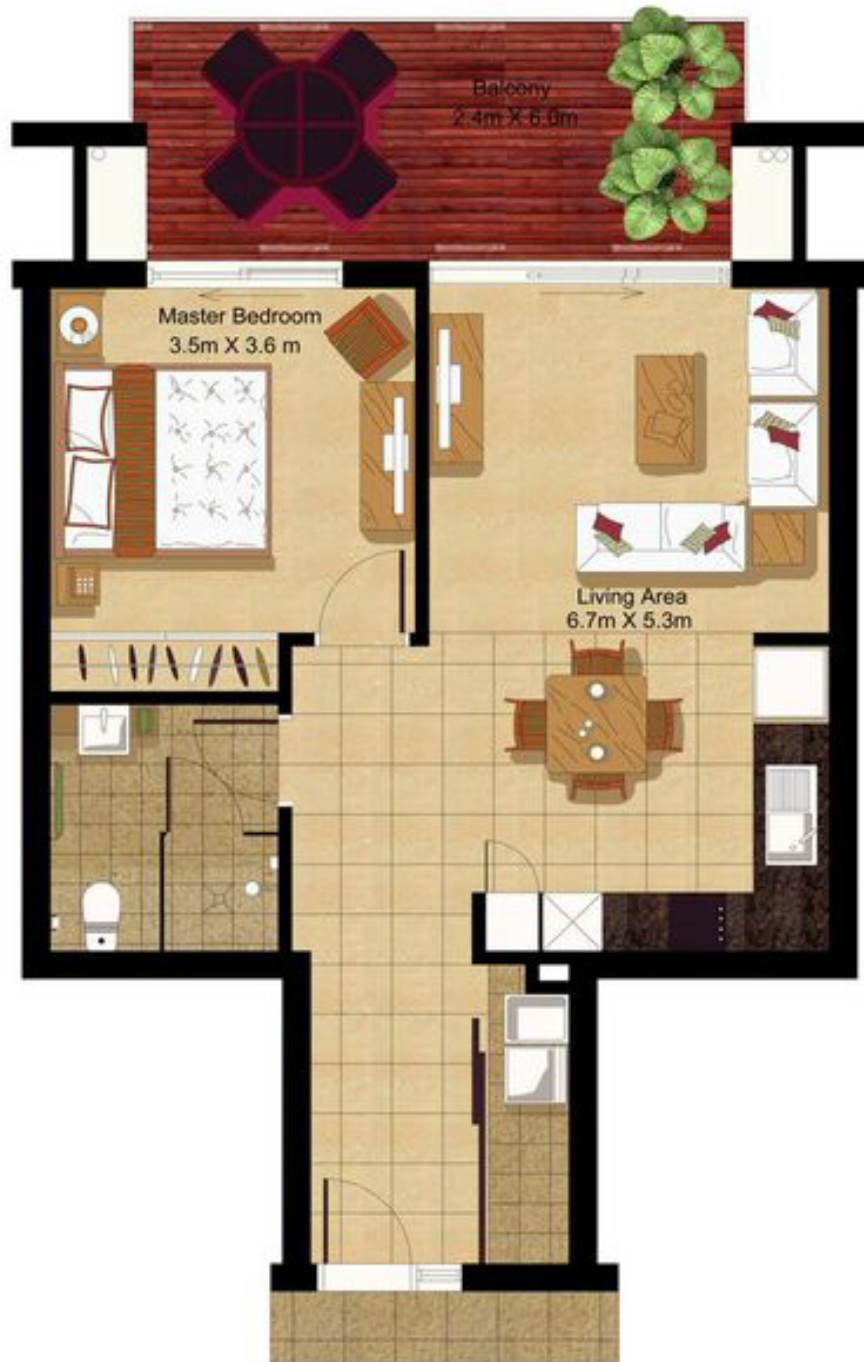 Balcony
2.4m X 6.0m
Master Bedroom
3.5m X 3.6 m
Living Area
6.7m X 5.3m